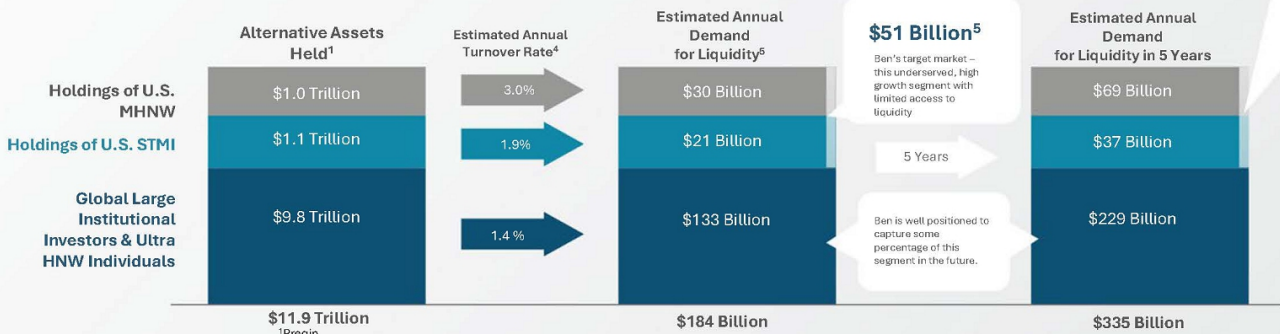 Alternative Assets
Held¹
Estimated Annual
Turnover Rate⁴
Estimated Annual
Demand
for Liquidity⁵
$51 Billion⁵
Ben's target market –
this underserved, high
growth segment with
limited access to
liquidity
Estimated Annual
Demand
for Liquidity in 5 Years
Holdings of U.S.
MHNW
$1.0 Trillion
3.0%
$30 Billion
$69 Billion
Holdings of U.S. STMI
$1.1 Trillion
1.9%
$21 Billion
5 Years
$37 Billion
Global Large
Institutional
Investors & Ultra
HNW Individuals
$9.8 Trillion
1.4 %
$133 Billion
Ben is well positioned to
capture some
percentage of this
segment in the future.
$229 Billion
$11.9 Trillion
$184 Billion
$335 Billion